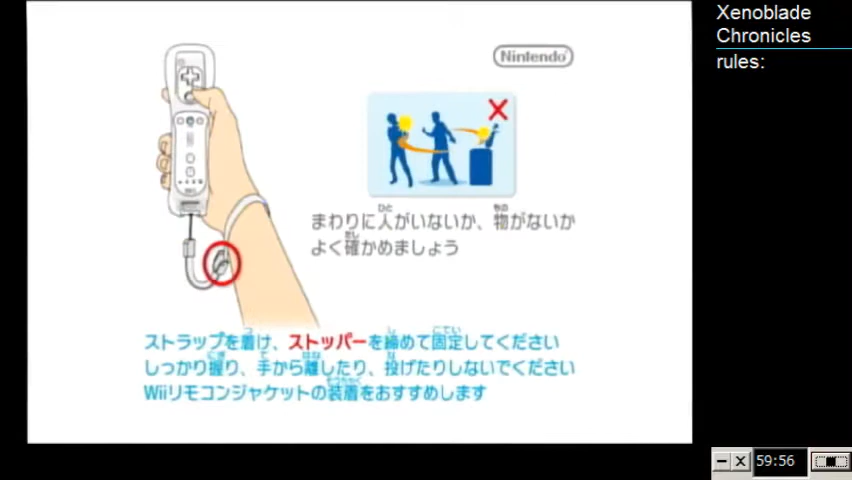 Nintendo
まわりに人がいないか、物がないか
よく確かめましょう
ストラップを着け、ストッパーを締めて固定してください
しっかり握り、手から離したり、投げたりしないでください
Wiiリモコンジャケットの装着をおすすめします
Xenoblade
Chronicles
rules:
59:56